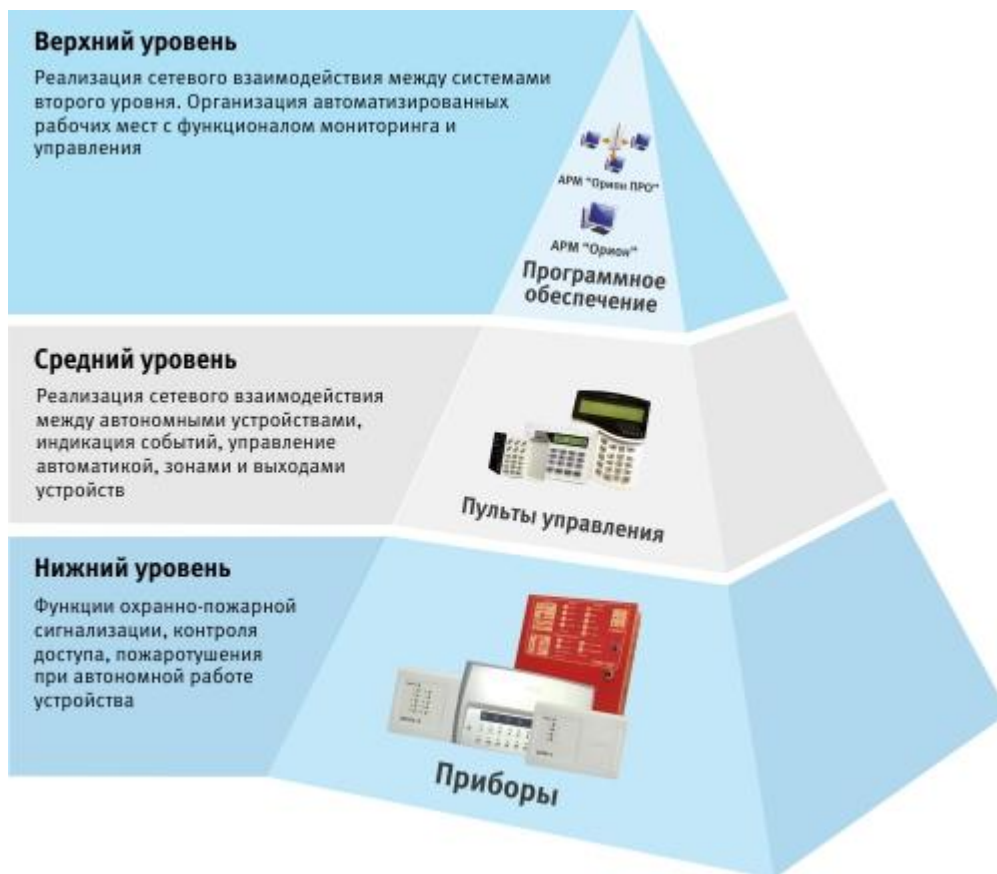 Верхний уровень
Реализация сетевого взаимодействия между системами
второго уровня. Организация автоматизированных
рабочих мест с функционалом мониторинга и
управления
АРМ "Орион ПРО"
АРМ "Орион"
Программное
обеспечение
Средний уровень
Реализация сетевого взаимодействия
между автономными устройствами,
индикация событий, управление
автоматикой, зонами и выходами
устройств
Пульты управления
Нижний уровень
Функции охранно-пожарной
сигнализации, контроля
доступа, пожаротушения
при автономной работе
устройства
Приборы